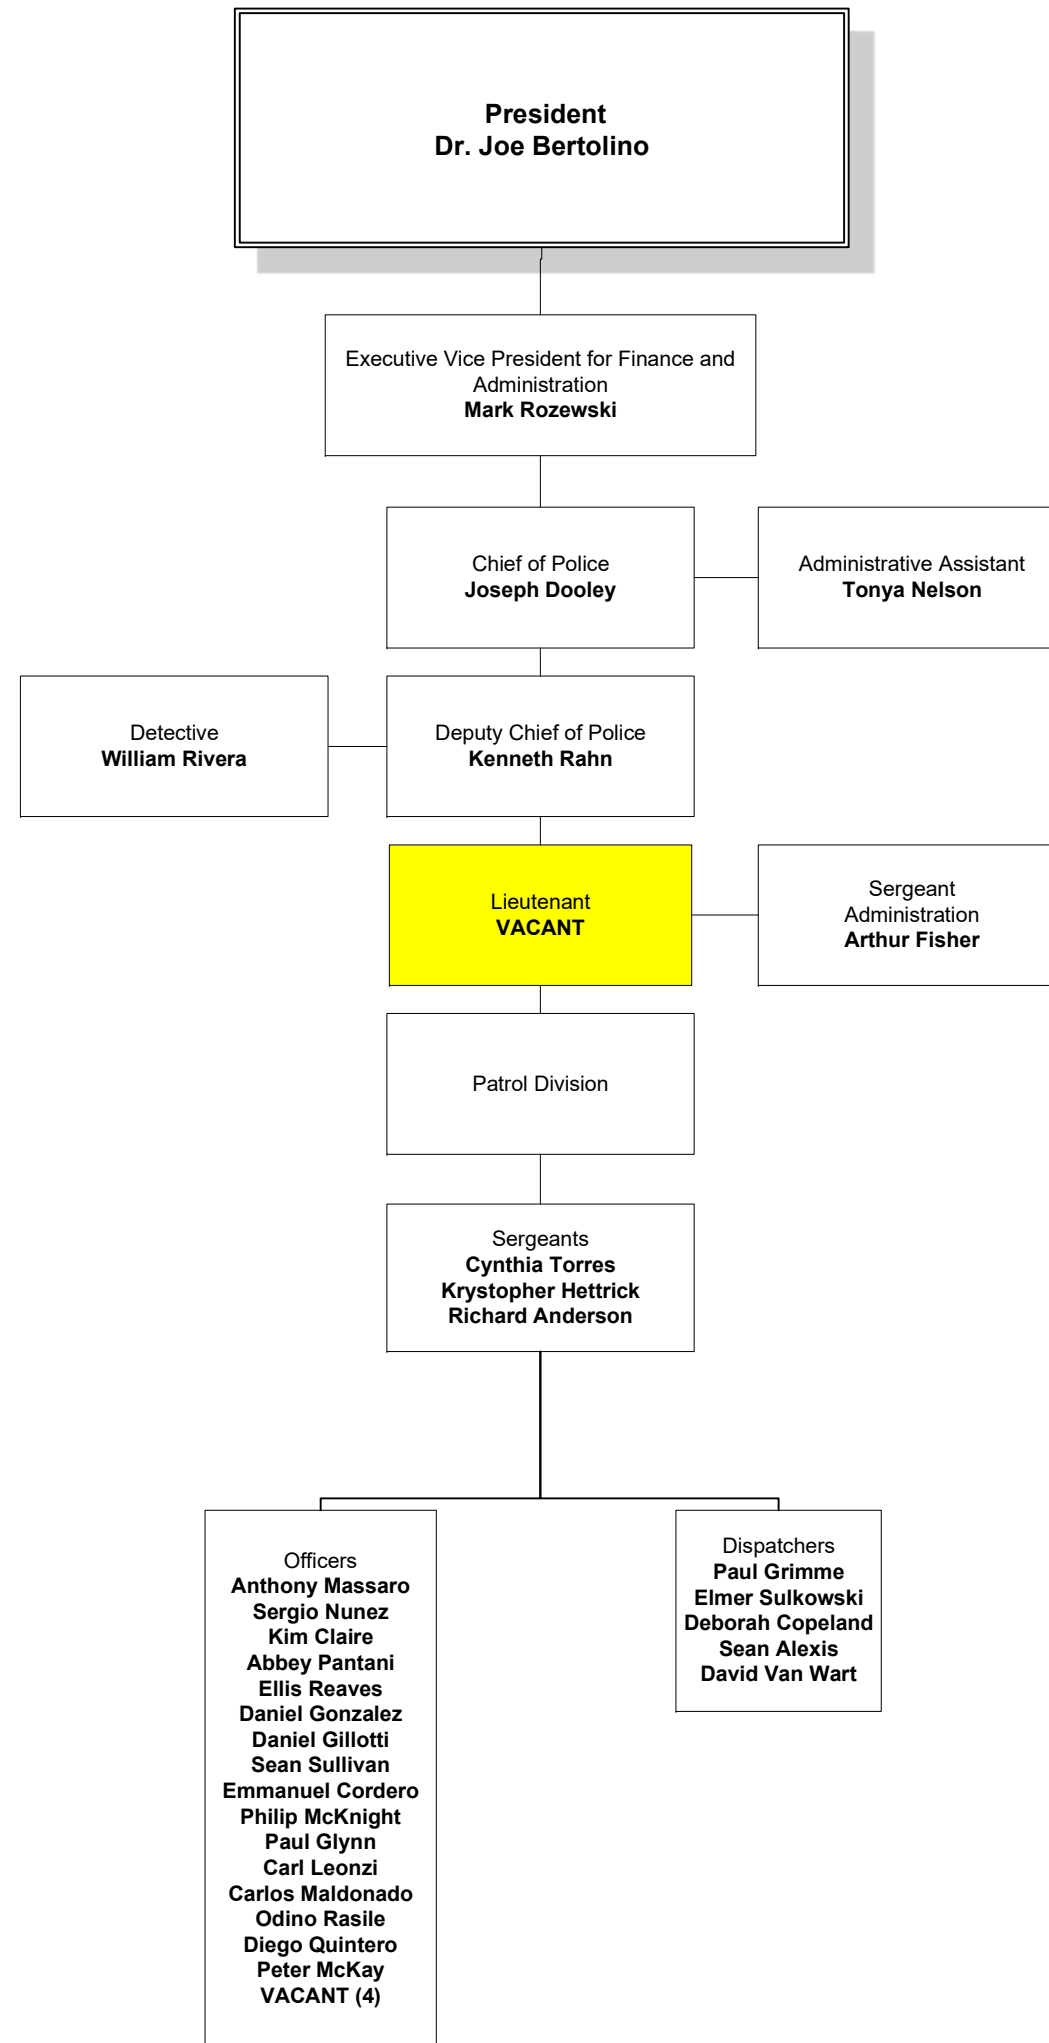 President
Dr. Joe Bertolino
Executive Vice President for Finance and
Administration
Mark Rozewski
Chief of Police
Joseph Dooley
Administrative Assistant
Tonya Nelson
Detective
William Rivera
Deputy Chief of Police
Kenneth Rahn
Lieutenant
VACANT
Sergeant
Administration
Arthur Fisher
Patrol Division
Sergeants
Cynthia Torres
Krystopher Hettrick
Richard Anderson
Officers
Anthony Massaro
Sergio Nunez
Kim Claire
Abbey Pantani
Ellis Reaves
Daniel Gonzalez
Daniel Gillotti
Sean Sullivan
Emmanuel Cordero
Philip McKnight
Paul Glynn
Carl Leonzi
Carlos Maldonado
Odino Rasile
Diego Quintero
Peter McKay
VACANT (4)
Dispatchers
Paul Grimme
Elmer Sulkowski
Deborah Copeland
Sean Alexis
David Van Wart